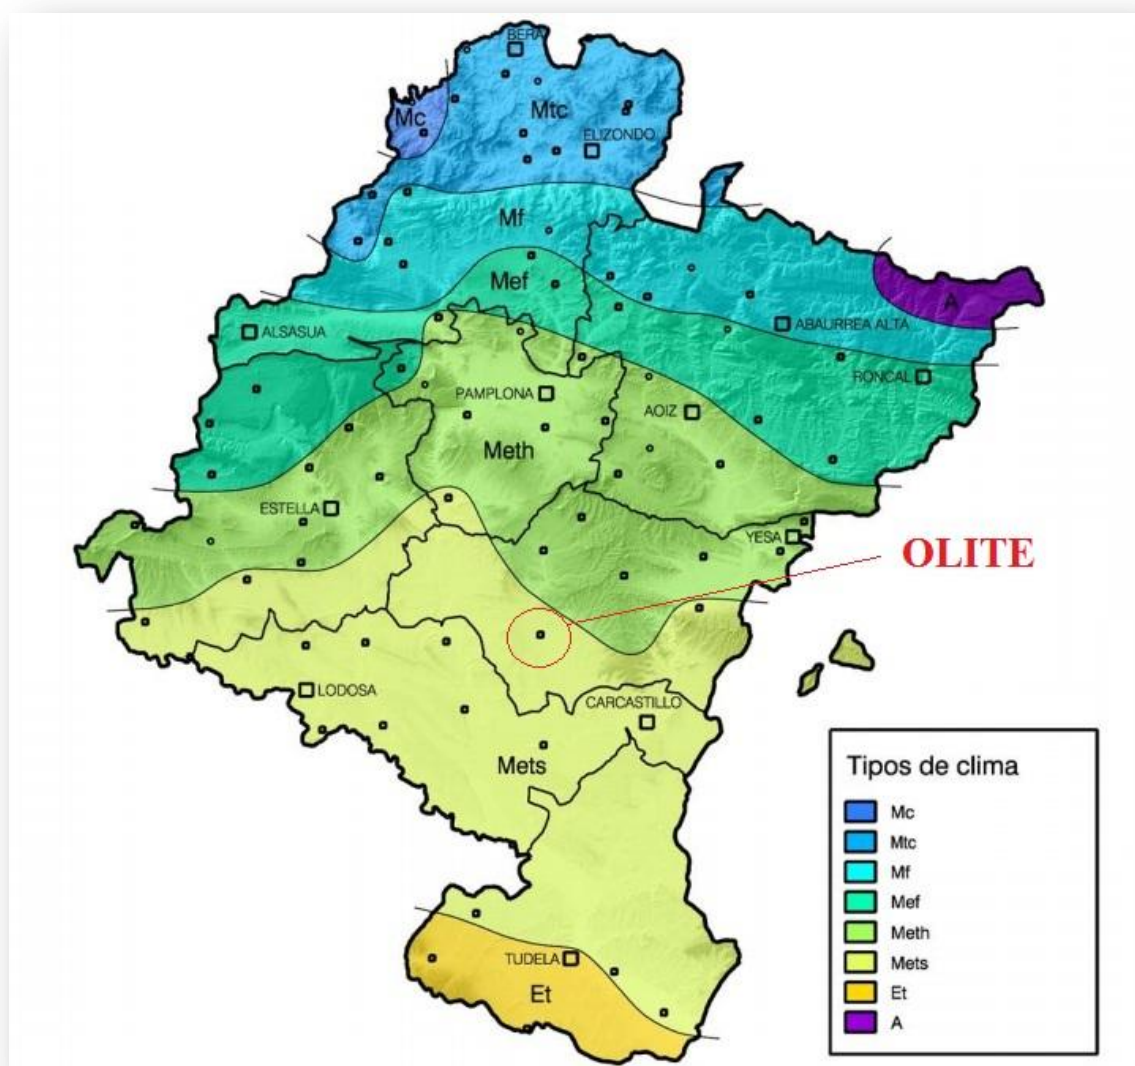 BERA
Mc
Mtc
ELIZONDO
Mf
Mef
A
ALSASUA
ABAURREA ALTA
RONCAL
PAMPLONA
AOIZ
Meth
ESTELLA
YESA
OLITE
LODOSA
CARCASTILLO
Mets
TUDELA
Et
Tipos de clima
Mc
Mtc
Mf
Mef
Meth
Mets
Et
A